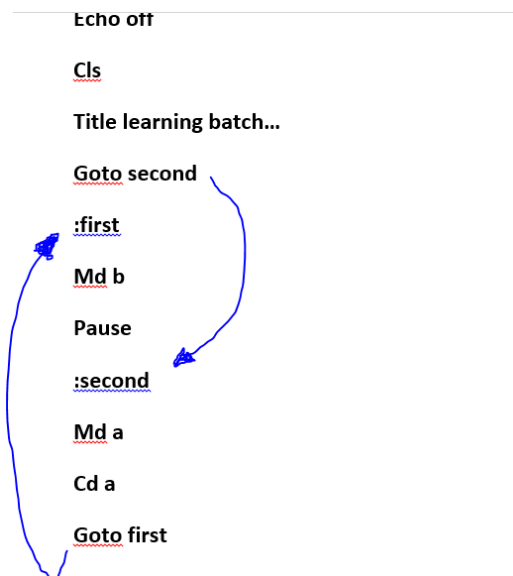 Echo off
Cls
Title learning batch...
Goto second
:first
Md b
Pause
:second
Md a
Cd a
Goto first